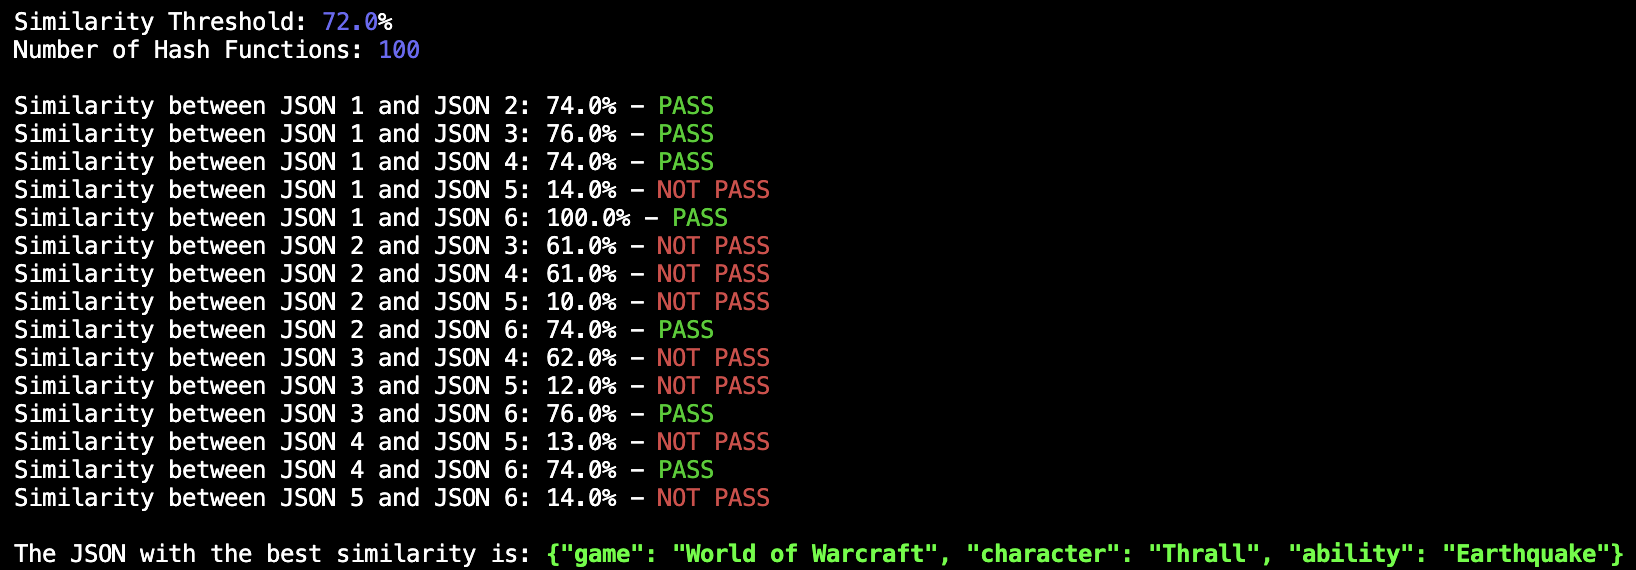 Similarity Threshold: 72.0%
Number of Hash Functions: 100
Similarity between JSON 1 and JSON 2: 74.0% - PASS
Similarity between JSON 1 and JSON 3: 76.0% - PASS
Similarity between JSON 1 and JSON 4: 74.0% - PASS
Similarity between JSON 1 and JSON 5: 14.0% - NOT PASS
Similarity between JSON 1 and JSON 6: 100.0% - PASS
Similarity between JSON 2 and JSON 3: 61.0% - NOT PASS
Similarity between JSON 2 and JSON 4: 61.0% - NOT PASS
Similarity between JSON 2 and JSON 5: 10.0% - NOT PASS
Similarity between JSON 2 and JSON 6: 74.0% - PASS
Similarity between JSON 3 and JSON 4: 62.0% - NOT PASS
Similarity between JSON 3 and JSON 5: 12.0% - NOT PASS
Similarity between JSON 3 and JSON 6: 76.0% - PASS
Similarity between JSON 4 and JSON 5: 13.0% - NOT PASS
Similarity between JSON 4 and JSON 6: 74.0% - PASS
Similarity between JSON 5 and JSON 6: 14.0% - NOT PASS
The JSON with the best similarity is: {"game": "World of Warcraft", "character": "Thrall", "ability": "Earthquake"}